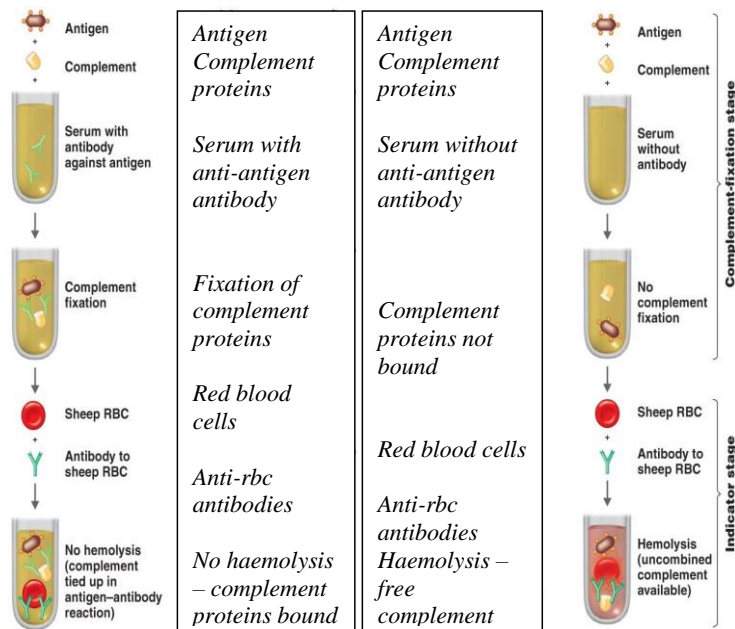 Antigen
+
Complement
+
Serum with
antibody
against antigen
Complement
fixation
Sheep RBC
+
Antibody to
sheep RBC
No hemolysis
(complement
tied up in
antigen–antibody
reaction)
Antigen
Complement
proteins
Serum with
anti-antigen
antibody
Fixation of
complement
proteins
Red blood
cells
Anti-rbc
antibodies
No haemolysis
– complement
proteins bound
Antigen
Complement
proteins
Serum without
anti-antigen
antibody
Complement
proteins not
bound
Red blood cells
Anti-rbc
antibodies
Haemolysis –
free
complement
Antigen
+
Complement
+
Serum
without
antibody
No
complement
fixation
Sheep RBC
+
Antibody to
sheep RBC
Hemolysis
(uncombined
complement
available)
Complement-fixation stage
Indicator stage